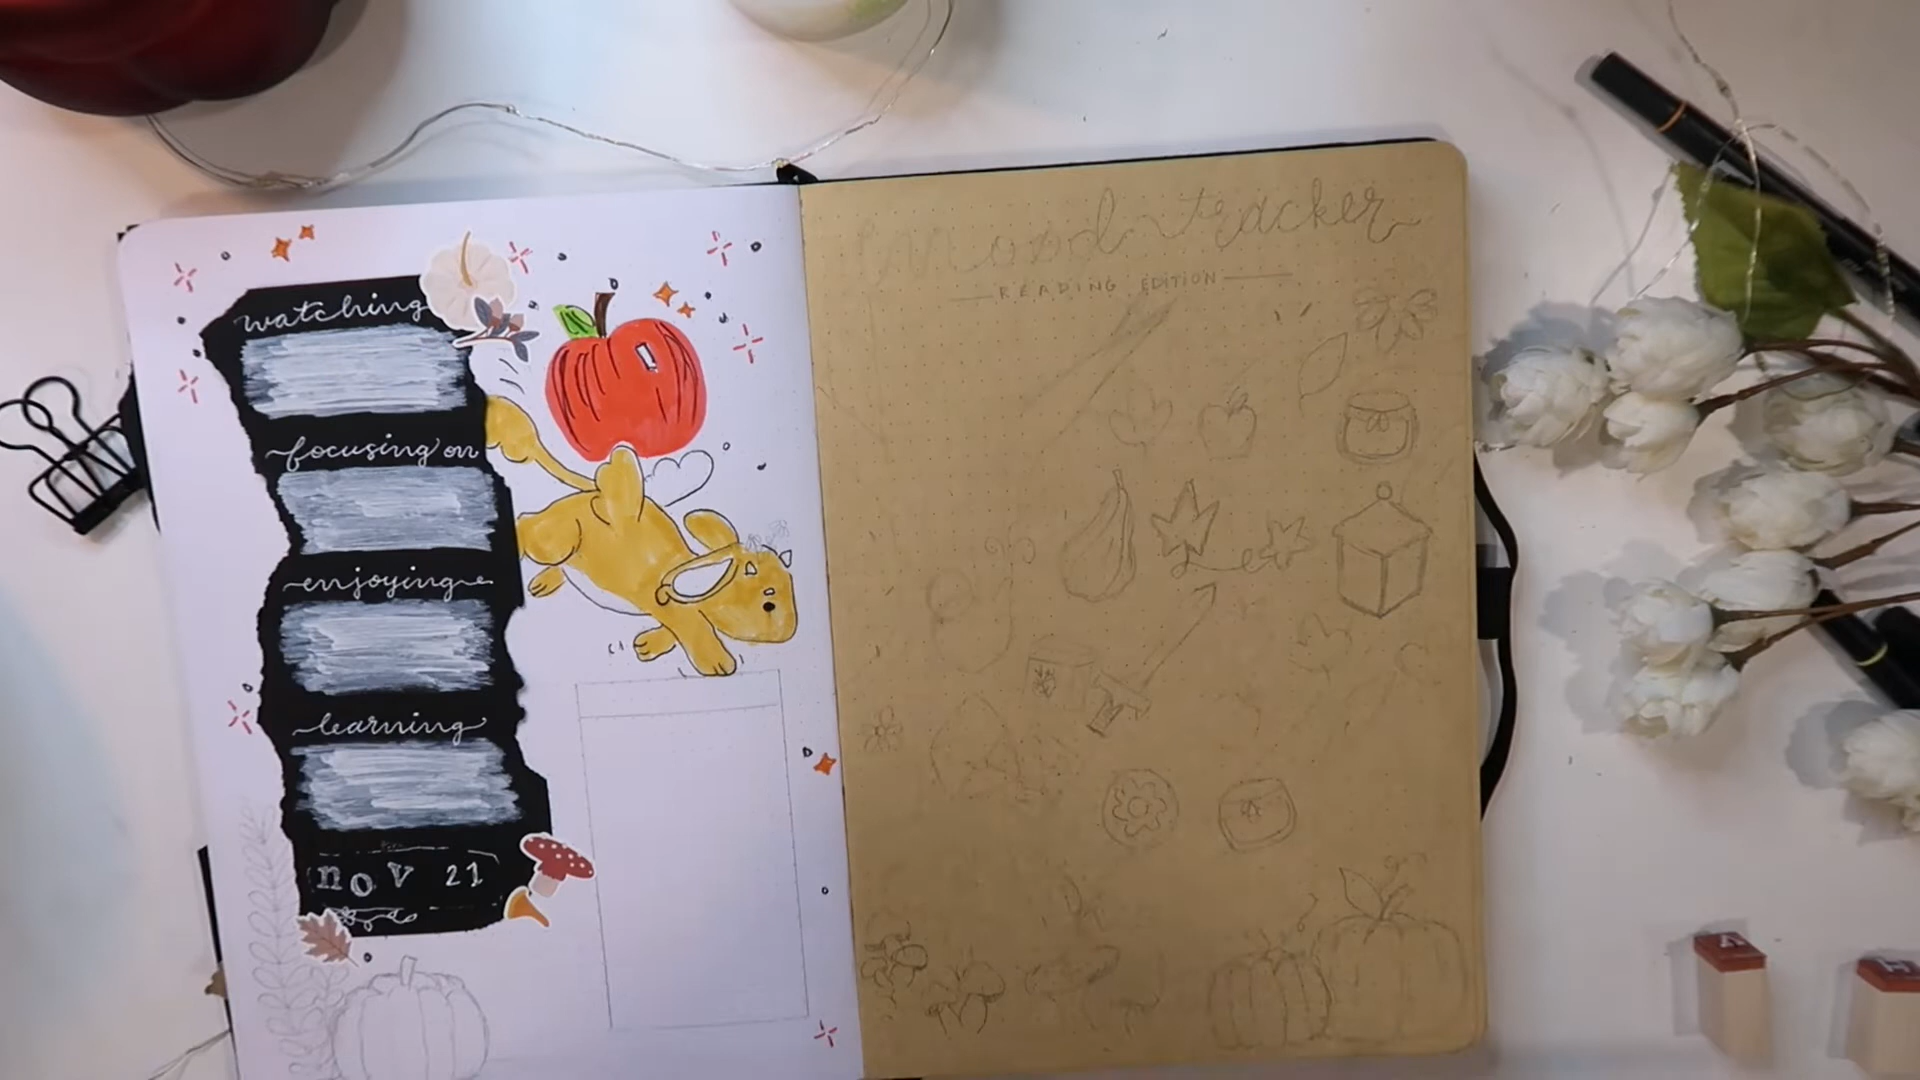 watching
focusing on
enjoying
learning
nov 21
mood tracker
READING EDITION